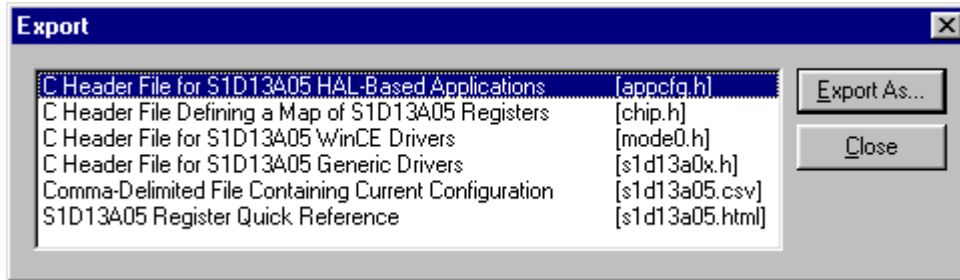 Export
C Header File for S1D13A05 HAL-Based Applications [appcfg.h]
C Header File Defining a Map of S1D13A05 Registers [chip.h]
C Header File for S1D13A05 WinCE Drivers [mode0.h]
C Header File for S1D13A05 Generic Drivers [s1d13a0x.h]
Comma-Delimited File Containing Current Configuration [s1d13a05.csv]
S1D13A05 Register Quick Reference [s1d13a05.html]
Export As...
Close